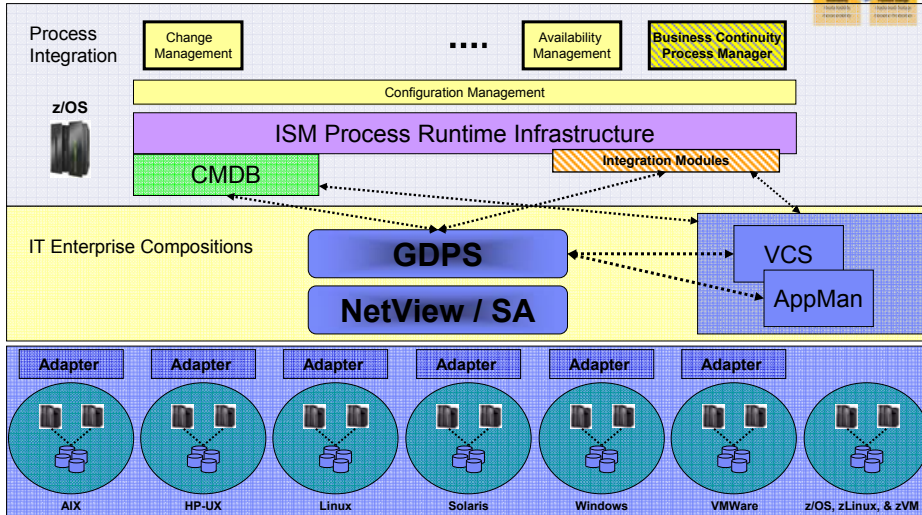 Process
Integration
Change
Management
....
Availability
Management
Business Continuity
Process Manager
Configuration Management
z/OS
ISM Process Runtime Infrastructure
Integration Modules
CMDB
IT Enterprise Compositions
GDPS
VCS
AppMan
NetView / SA
Adapter
Adapter
Adapter
Adapter
Adapter
Adapter
AIX
HP-UX
Linux
Solaris
Windows
VMWare
z/OS, zLinux, & zVM